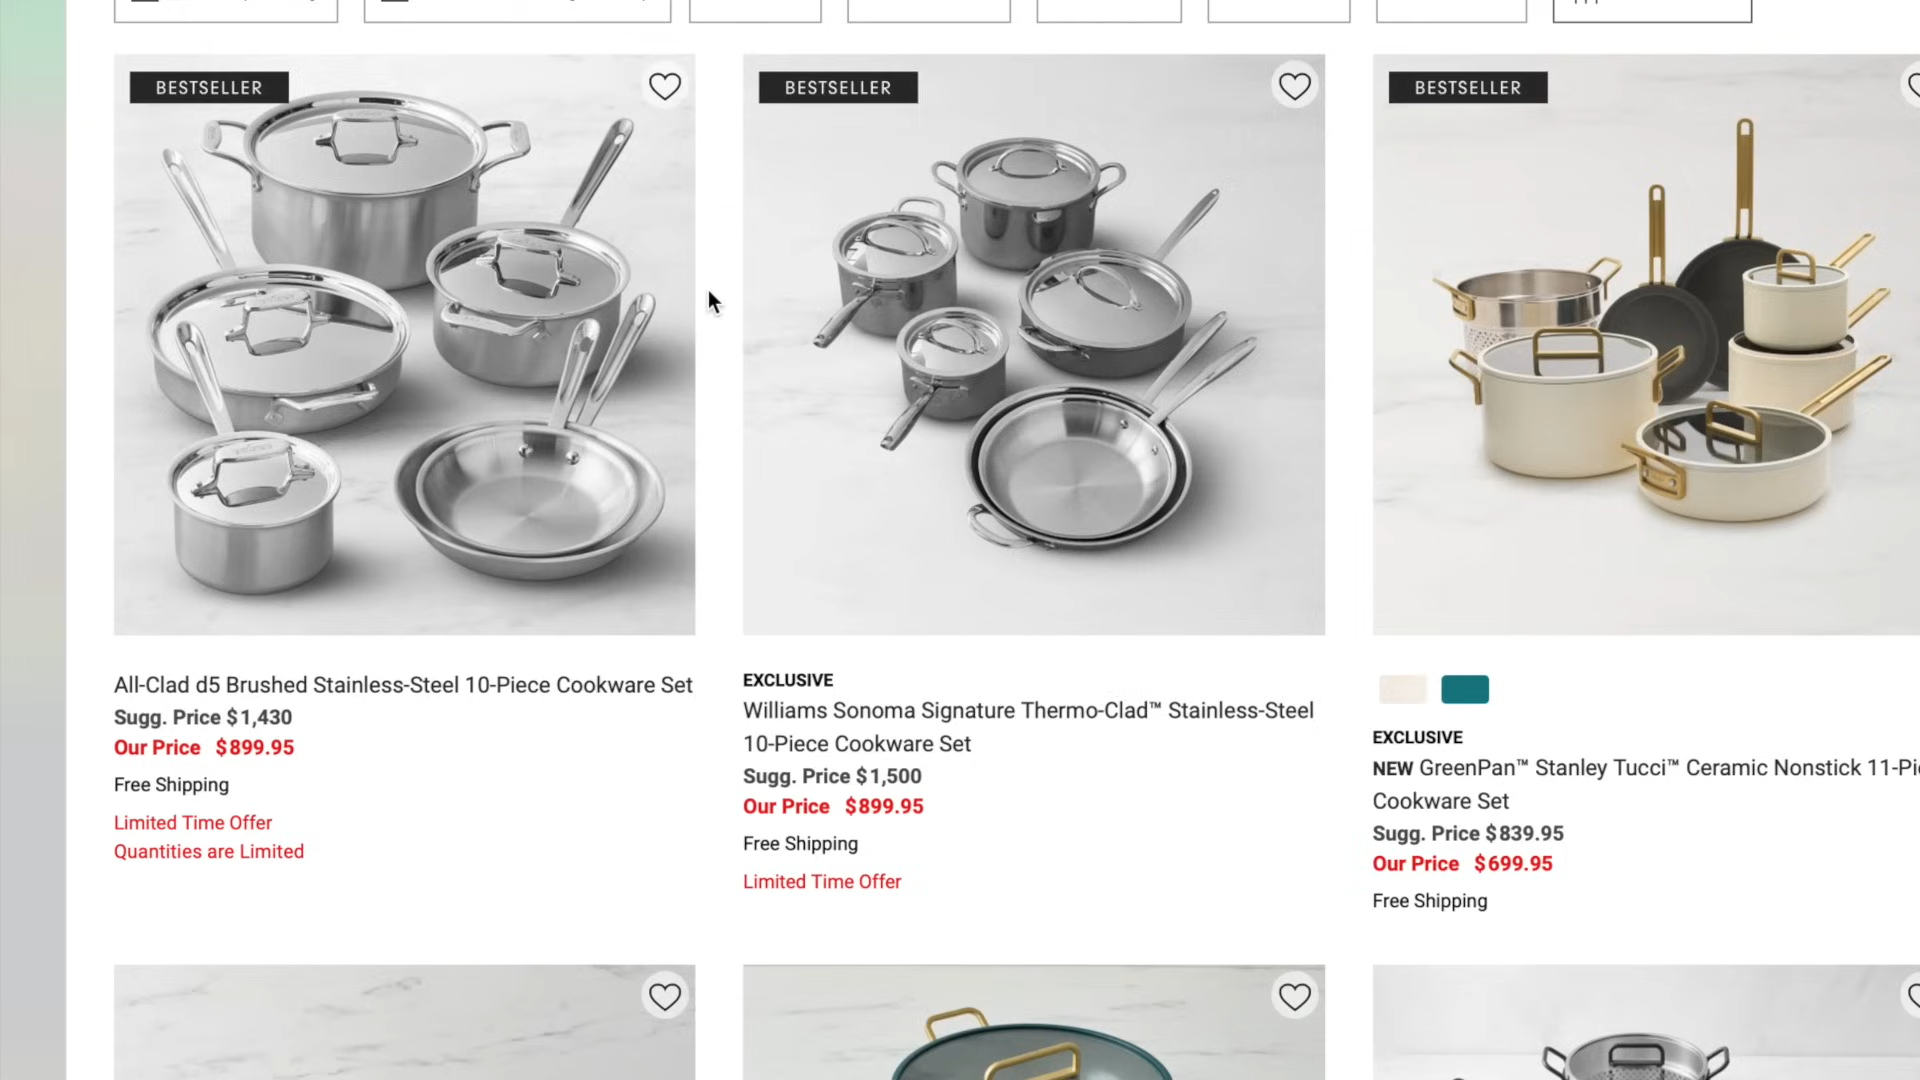 BESTSELLER
BESTSELLER
BESTSELLER
All-Clad d5 Brushed Stainless-Steel 10-Piece Cookware Set
Sugg. Price $1,430
Our Price $899.95
Free Shipping
Limited Time Offer
Quantities are Limited
EXCLUSIVE
Williams Sonoma Signature Thermo-Clad™ Stainless-Steel
10-Piece Cookware Set
Sugg. Price $1,500
Our Price $899.95
Free Shipping
Limited Time Offer
EXCLUSIVE
NEW GreenPan™ Stanley Tucci™ Ceramic Nonstick 11-Pi
Cookware Set
Sugg. Price $839.95
Our Price $699.95
Free Shipping